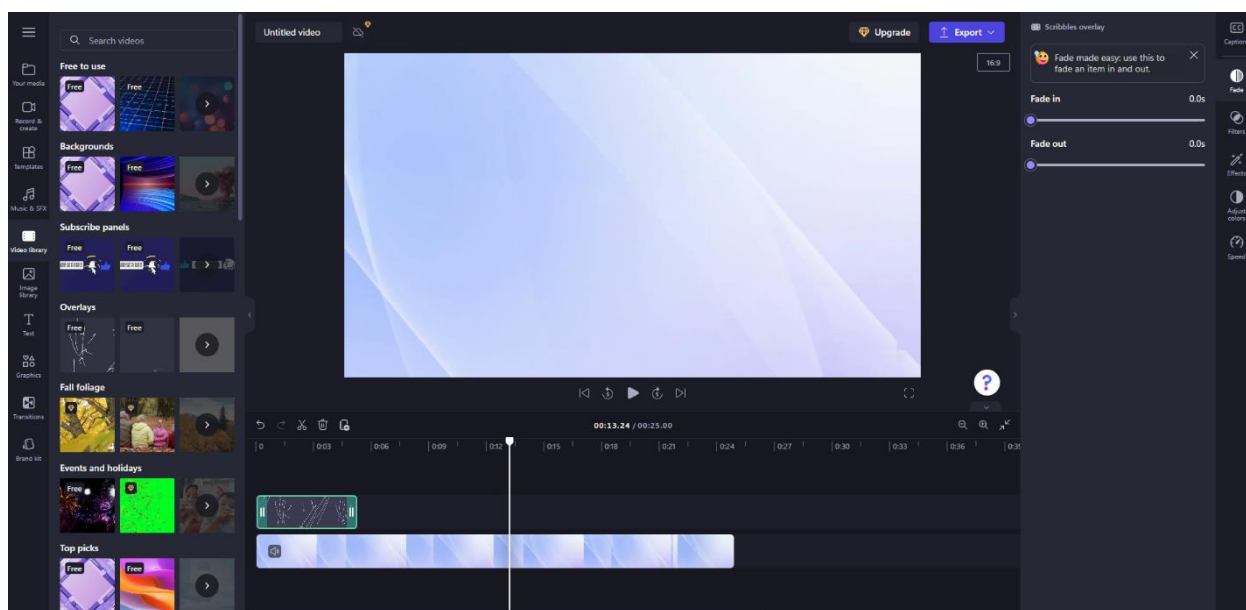 Your media
Record &
create
Templates
Music & SFX
Video library
Image
library
Text
Graphics
Transitions
Brand kit
Search videos
Free to use
Free
Free
Backgrounds
Free
Free
Subscribe panels
Free
Free
Overlays
Free
Free
Fall foliage
Events and holidays
Free
Top picks
Free
Free
Untitled video
Upgrade
Export
16:9
00:13.24 / 00:25.00
0
0:03
0:06
0:09
0:12
0:15
0:18
0:21
0:24
0:27
0:30
0:33
0:36
Scribbles overlay
Fade made easy: use this to
fade an item in and out.
Fade in
0.0s
Fade out
0.0s
CC
Caption
Fade
Filters
Effects
Adjust
colors
Speed